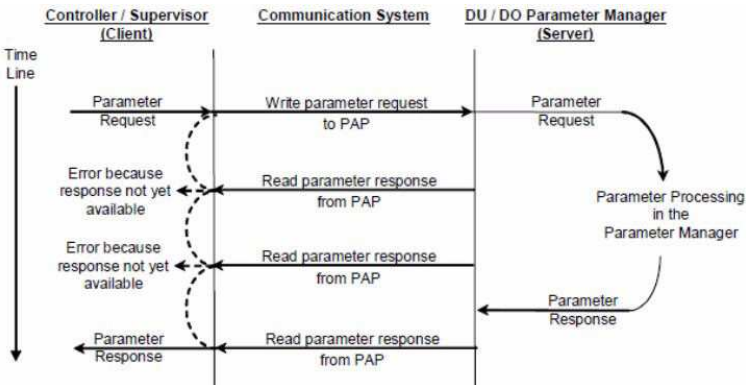 Controller / Supervisor
(Client)
Communication System
DU / DO Parameter Manager
(Server)
Time
Line
Parameter
Request
Write parameter request
to PAP
Parameter
Request
Error because
response not yet
available
Read parameter response
from PAP
Parameter Processing
in the
Parameter Manager
Error because
response not yet
available
Read parameter response
from PAP
Parameter
Response
Parameter
Response
Read parameter response
from PAP